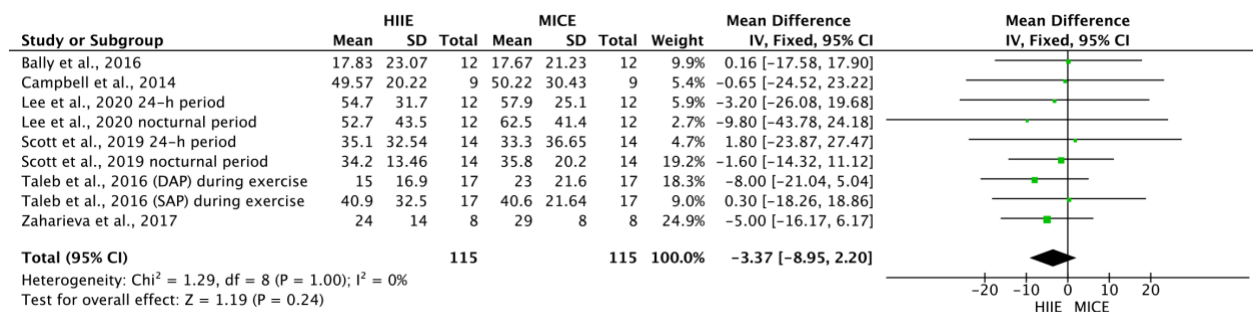 HIIE MICE Mean Difference Mean Difference
Study or Subgroup Mean SD Total Mean SD Total Weight IV, Fixed, 95% CI IV, Fixed, 95% CI
Bally et al., 2016 17.83 23.07 12 17.67 21.23 12 9.9% 0.16 [-17.58, 17.90]
Campbell et al., 2014 49.57 20.22 9 50.22 30.43 9 5.4% -0.65 [-24.52, 23.22]
Lee et al., 2020 24-h period 54.7 31.7 12 57.9 25.1 12 5.9% -3.20 [-26.08, 19.68]
Lee et al., 2020 nocturnal period 52.7 43.5 12 62.5 41.4 12 2.7% -9.80 [-43.78, 24.18]
Scott et al., 2019 24-h period 35.1 32.54 14 33.3 36.65 14 4.7% 1.80 [-23.87, 27.47]
Scott et al., 2019 nocturnal period 34.2 13.46 14 35.8 20.2 14 19.2% -1.60 [-14.32, 11.12]
Taleb et al., 2016 (DAP) during exercise 15 16.9 17 23 21.6 17 18.3% -8.00 [-21.04, 5.04]
Taleb et al., 2016 (SAP) during exercise 40.9 32.5 17 40.6 21.64 17 9.0% 0.30 [-18.26, 18.86]
Zaharieva et al., 2017 24 14 8 29 8 8 24.9% -5.00 [-16.17, 6.17]
Total (95% CI) 115 115 100.0% -3.37 [-8.95, 2.20]
Heterogeneity: Chi² = 1.29, df = 8 (P = 1.00); I² = 0%
Test for overall effect: Z = 1.19 (P = 0.24)
-20 -10 0 10 20
HIIE MICE